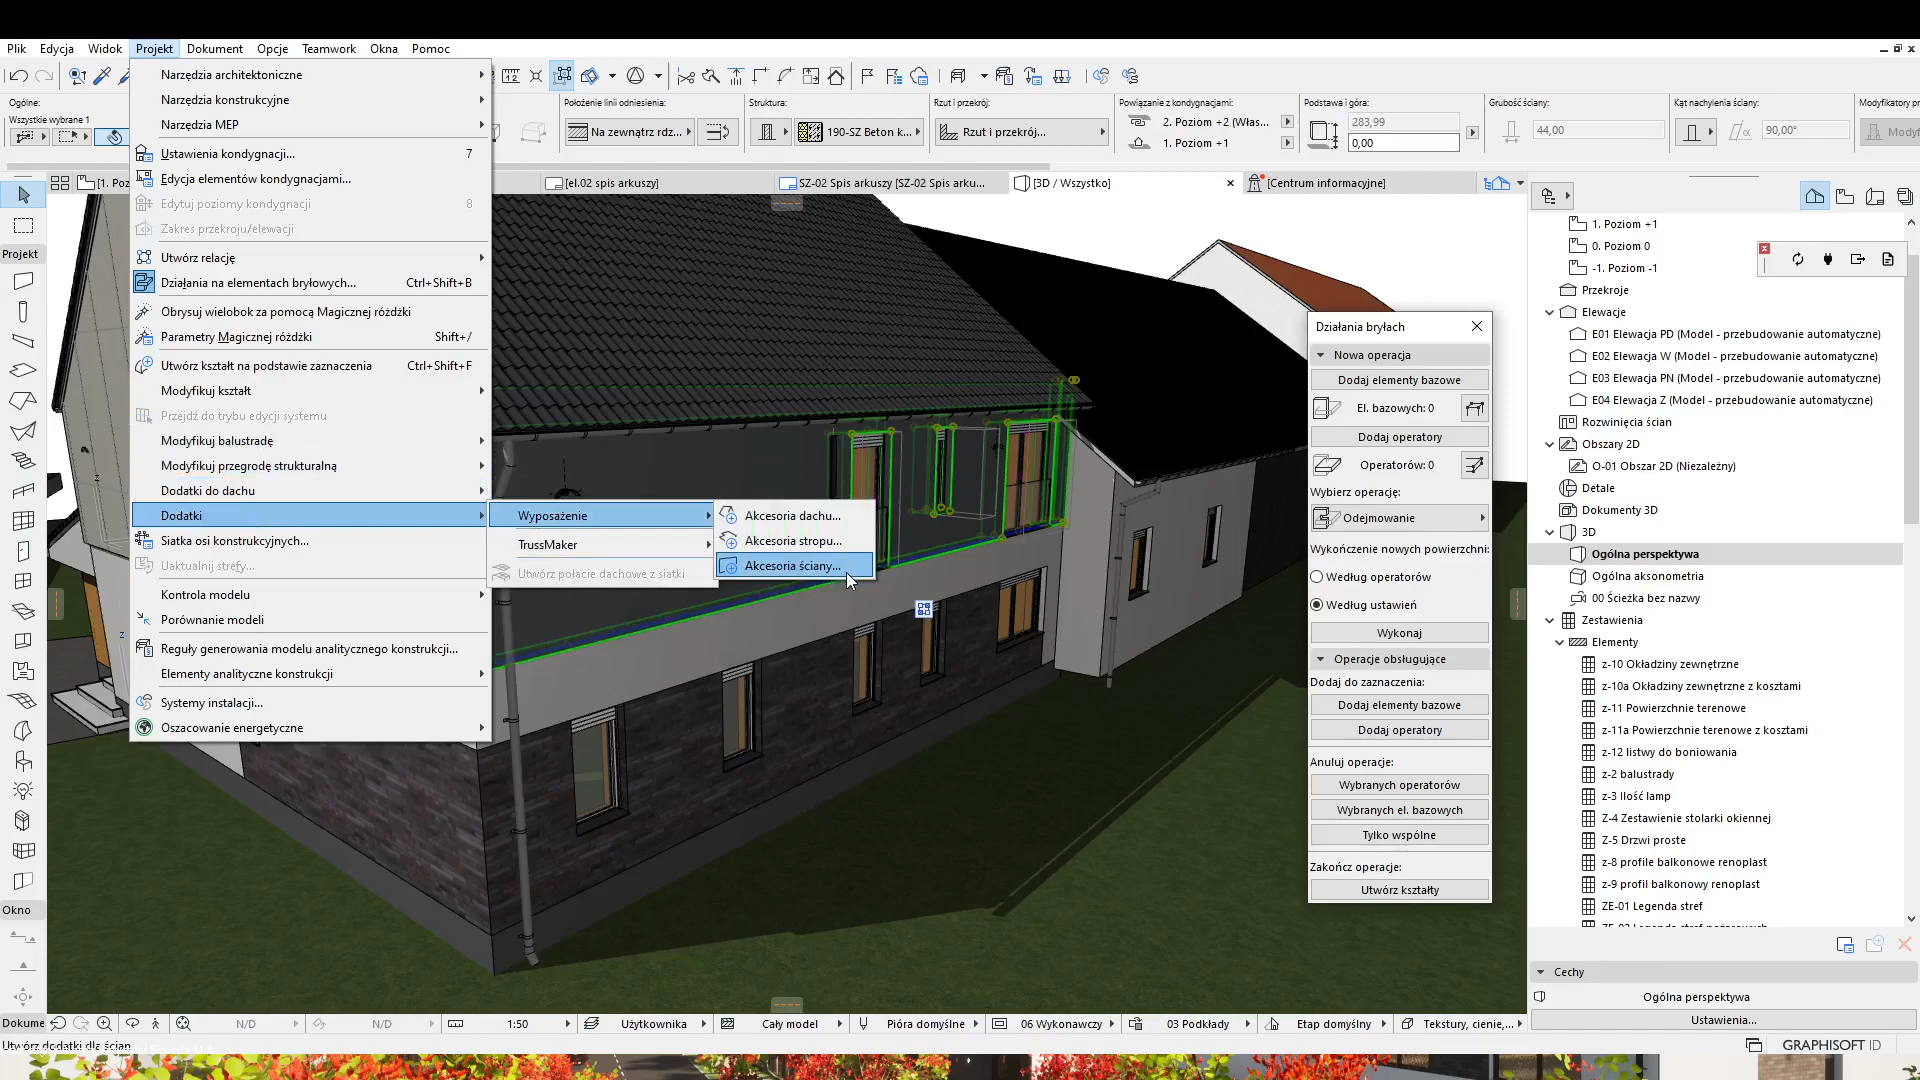 Plik Edycja Widok Projekt Dokument Opcje Teamwork Okna Pomoc
Ogólne:
Wszystkie wybrane 1
Położenie linii odniesienia:
Na zewnątrz rdz...
Struktura:
190-SZ Beton k...
Rzut i przekrój:
Rzut i przekrój...
Powiązanie z kondygnacjami:
2. Poziom +2 (Włas...
1. Poziom +1
Podstawa i góra:
283,99
0,00
Grubość ściany:
44,00
Kąt nachylenia ściany:
90,00°
Modyfikatory pr
Modyf
[1. Poz
[el.02 spis arkuszy]
SZ-02 Spis arkuszy [SZ-02 Spis arku...
[3D / Wszystko]
[Centrum informacyjne]
Narzędzia architektoniczne
Narzędzia konstrukcyjne
Narzędzia MEP
Ustawienia kondygnacji... 7
Edycja elementów kondygnacjami...
Edytuj poziomy kondygnacji 8
Zakres przekroju/elewacji
Utwórz relację
Działania na elementach bryłowych... Ctrl+Shift+B
Obrysuj wielobok za pomocą Magicznej różdżki
Parametry Magicznej różdżki Shift+/
Utwórz kształt na podstawie zaznaczenia Ctrl+Shift+F
Modyfikuj kształt
Przejdź do trybu edycji systemu
Modyfikuj balustradę
Modyfikuj przegrodę strukturalną
Dodatki do dachu
Dodatki
Siatka osi konstrukcyjnych...
Uaktualnij strefy...
Kontrola modelu
Porównanie modeli
Reguły generowania modelu analitycznego konstrukcji...
Elementy analityczne konstrukcji
Systemy instalacji...
Oszacowanie energetyczne
Wyposażenie
TrussMaker
Utwórz połacie dachowe z siatki
Akcesoria dachu...
Akcesoria stropu...
Akcesoria ściany...
Projekt
Okno
Dokume
z
z
Działania bryłach
Nowa operacja
Dodaj elementy bazowe
El. bazowych: 0
Dodaj operatory
Operatorów: 0
Wybierz operację:
Odejmowanie
Wykończenie nowych powierzchni:
Według operatorów
Według ustawień
Wykonaj
Operacje obsługujące
Dodaj do zaznaczenia:
Dodaj elementy bazowe
Dodaj operatory
Anuluj operacje:
Wybranych operatorów
Wybranych el. bazowych
Tylko wspólne
Zakończ operacje:
Utwórz kształty
1. Poziom +1
0. Poziom 0
-1. Poziom -1
Przekroje
Elewacje
E01 Elewacja PD (Model - przebudowanie automatyczne)
E02 Elewacja W (Model - przebudowanie automatyczne)
E03 Elewacja PN (Model - przebudowanie automatyczne)
E04 Elewacja Z (Model - przebudowanie automatyczne)
Rozwinięcia ścian
Obszary 2D
O-01 Obszar 2D (Niezależny)
Detale
Dokumenty 3D
3D
Ogólna perspektywa
Ogólna aksonometria
00 Ścieżka bez nazwy
Zestawienia
Elementy
z-10 Okładziny zewnętrzne
z-10a Okładziny zewnętrzne z kosztami
z-11 Powierzchnie terenowe
z-11a Powierzchnie terenowe z kosztami
z-12 listwy do boniowania
z-2 balustrady
z-3 Ilość lamp
Z-4 Zestawienie stolarki okiennej
Z-5 Drzwi proste
z-8 profile balkonowe renoplast
z-9 profil balkonowy renoplast
ZE-01 Legenda stref
Cechy
Ogólna perspektywa
Ustawienia...
N/D
N/D
1:50
Użytkownika
Cały model
Pióra domyślne
06 Wykonawczy
03 Podkłady
Etap domyślny
Tekstury, cienie,...
Utwórz dodatki dla ścian
GRAPHISOFT ID